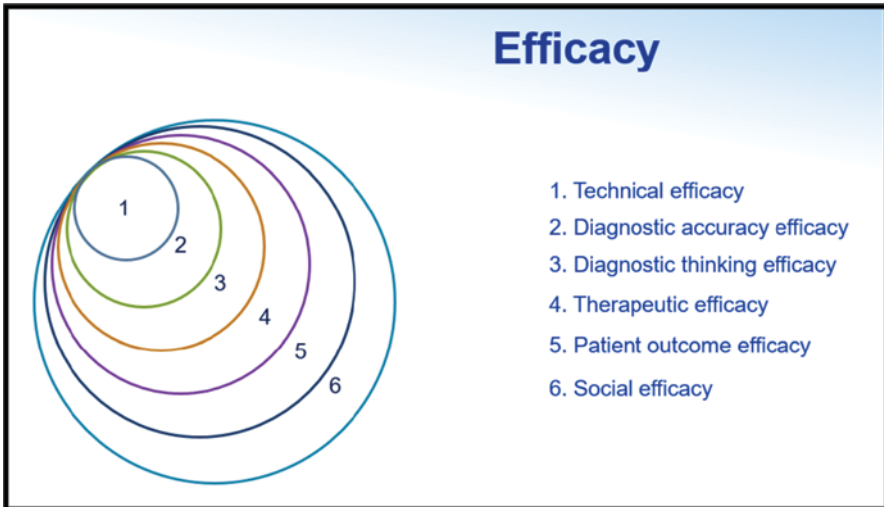 Efficacy
1
2
3
4
5
6
1. Technical efficacy
2. Diagnostic accuracy efficacy
3. Diagnostic thinking efficacy
4. Therapeutic efficacy
5. Patient outcome efficacy
6. Social efficacy